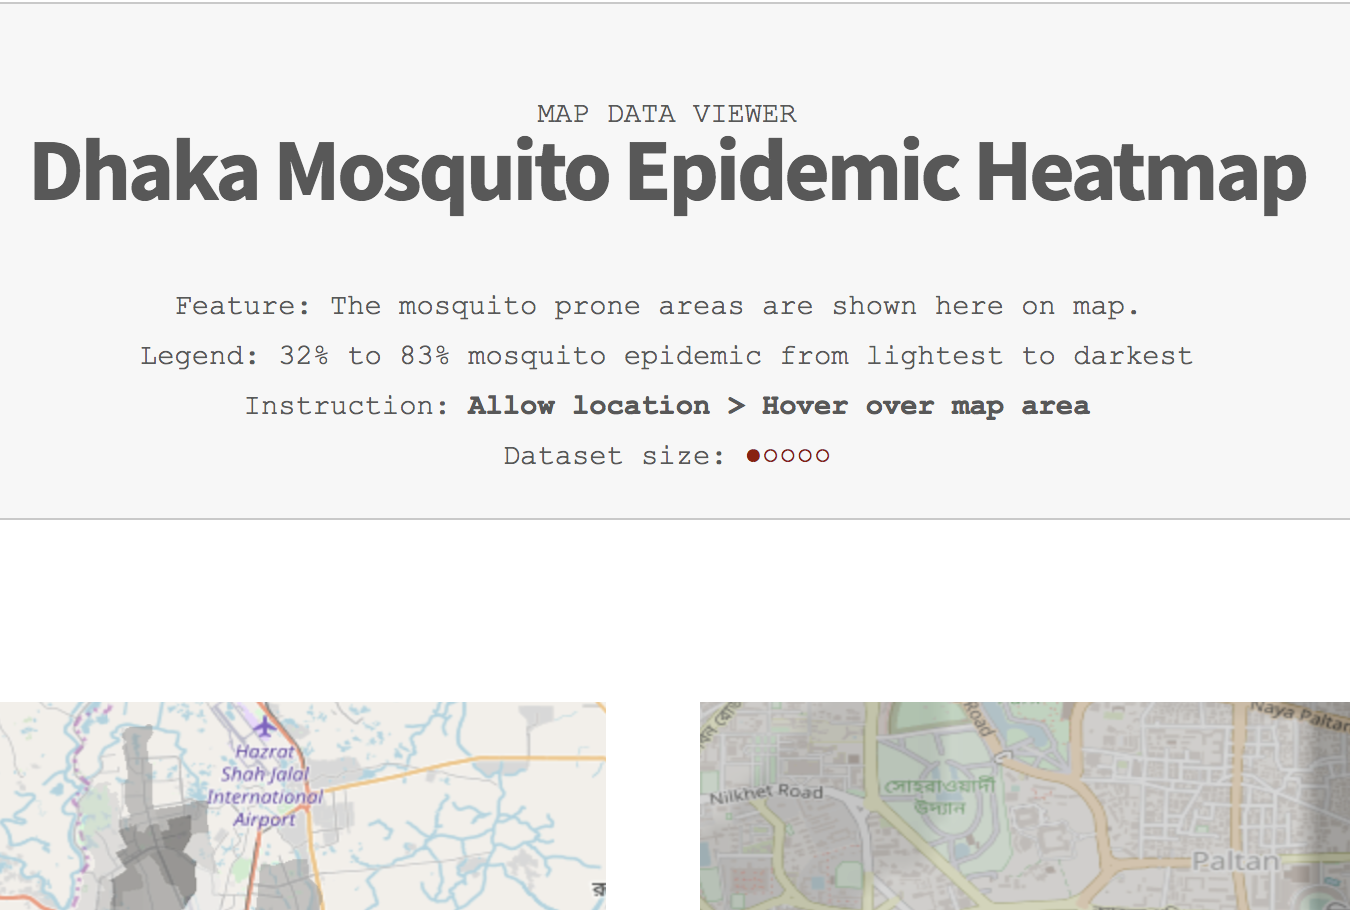 MAP DATA VIEWER
Dhaka Mosquito Epidemic Heatmap
Feature: The mosquito prone areas are shown here on map.
Legend: 32% to 83% mosquito epidemic from lightest to darkest
Instruction: Allow location > Hover over map area
Dataset size:
Hazrat
Shah Jalal
International
Airport
Road
Naya Paltan
Nilkhet Road
সোহরাওয়ার্দী
উদ্যান
Paltan